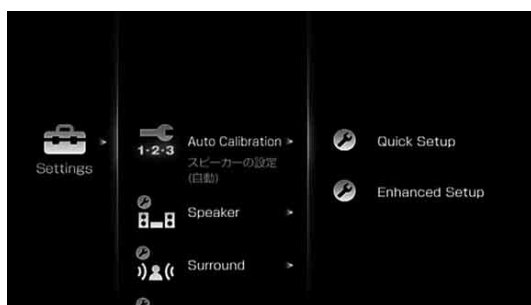 Settings
1・2・3
Auto Calibration
スピーカーの設定
(自動)
Speaker
Surround
Quick Setup
Enhanced Setup